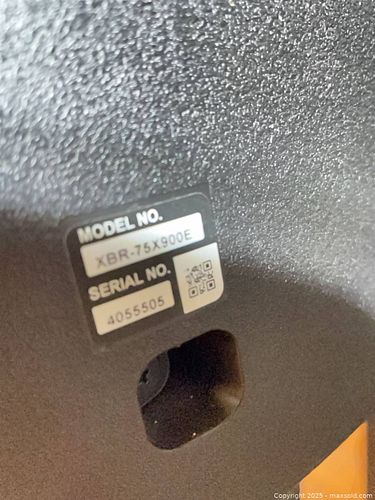 MODEL NO.
XBR-75X900E
SERIAL NO.
4055505
Copyright © 2025 - maxsold.com